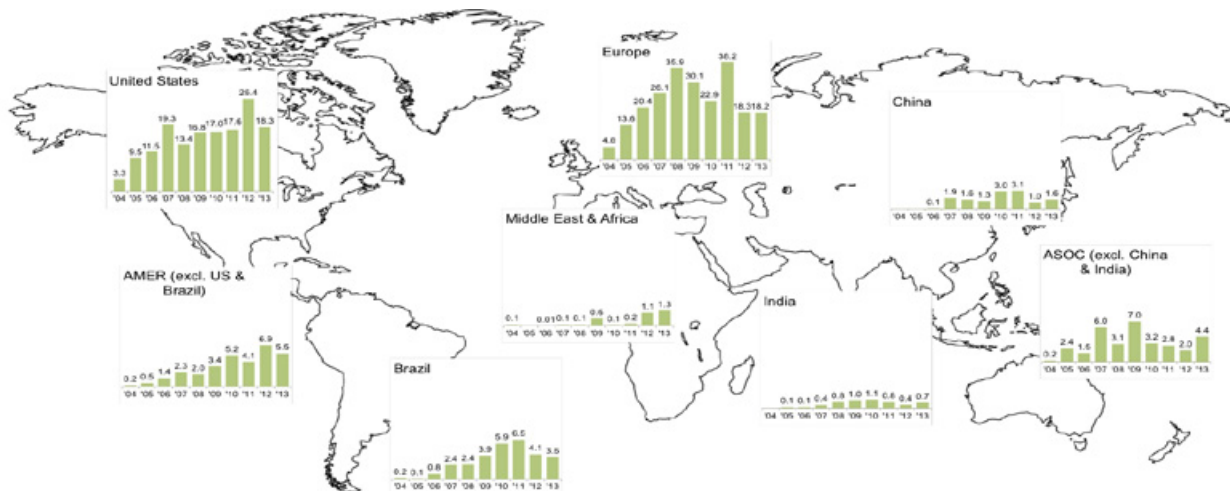 United States
3.3 9.5 11.5 19.3 13.4 16.8 17.0 17.6 26.4 18.3
'04 '05 '06 '07 '08 '09 '10 '11 '12 '13
Europe
4.8 13.6 20.4 26.1 35.9 30.1 22.9 36.2 18.3 18.2
'04 '05 '06 '07 '08 '09 '10 '11 '12 '13
China
0.1 1.9 1.6 1.3 3.0 3.1 1.6
'04 '05 '06 '07 '08 '09 '10 '11 '12 '13
Middle East & Africa
0.1 0.01 0.1 0.1 0.1 0.2 1.1 1.3
'04 '05 '06 '07 '08 '09 '10 '11 '12 '13
AMER (excl. US &
Brazil)
0.2 0.5 1.4 2.3 2.0 3.4 5.2 4.1 6.9 5.5
'04 '05 '06 '07 '08 '09 '10 '11 '12 '13
ASOC (excl. China
& India)
0.2 2.4 6.0 3.1 7.0 3.2 2.8 2.0 4.4
'04 '05 '06 '07 '08 '09 '10 '11 '12 '13
India
0.1 0.1 0.4 1.0 1.1 0.4 0.7
'04 '05 '06 '07 '08 '09 '10 '11 '12 '13
Brazil
0.2 0.1 0.8 2.4 2.4 3.9 5.9 6.5 4.1 3.5
'04 '05 '06 '07 '08 '09 '10 '11 '12 '13